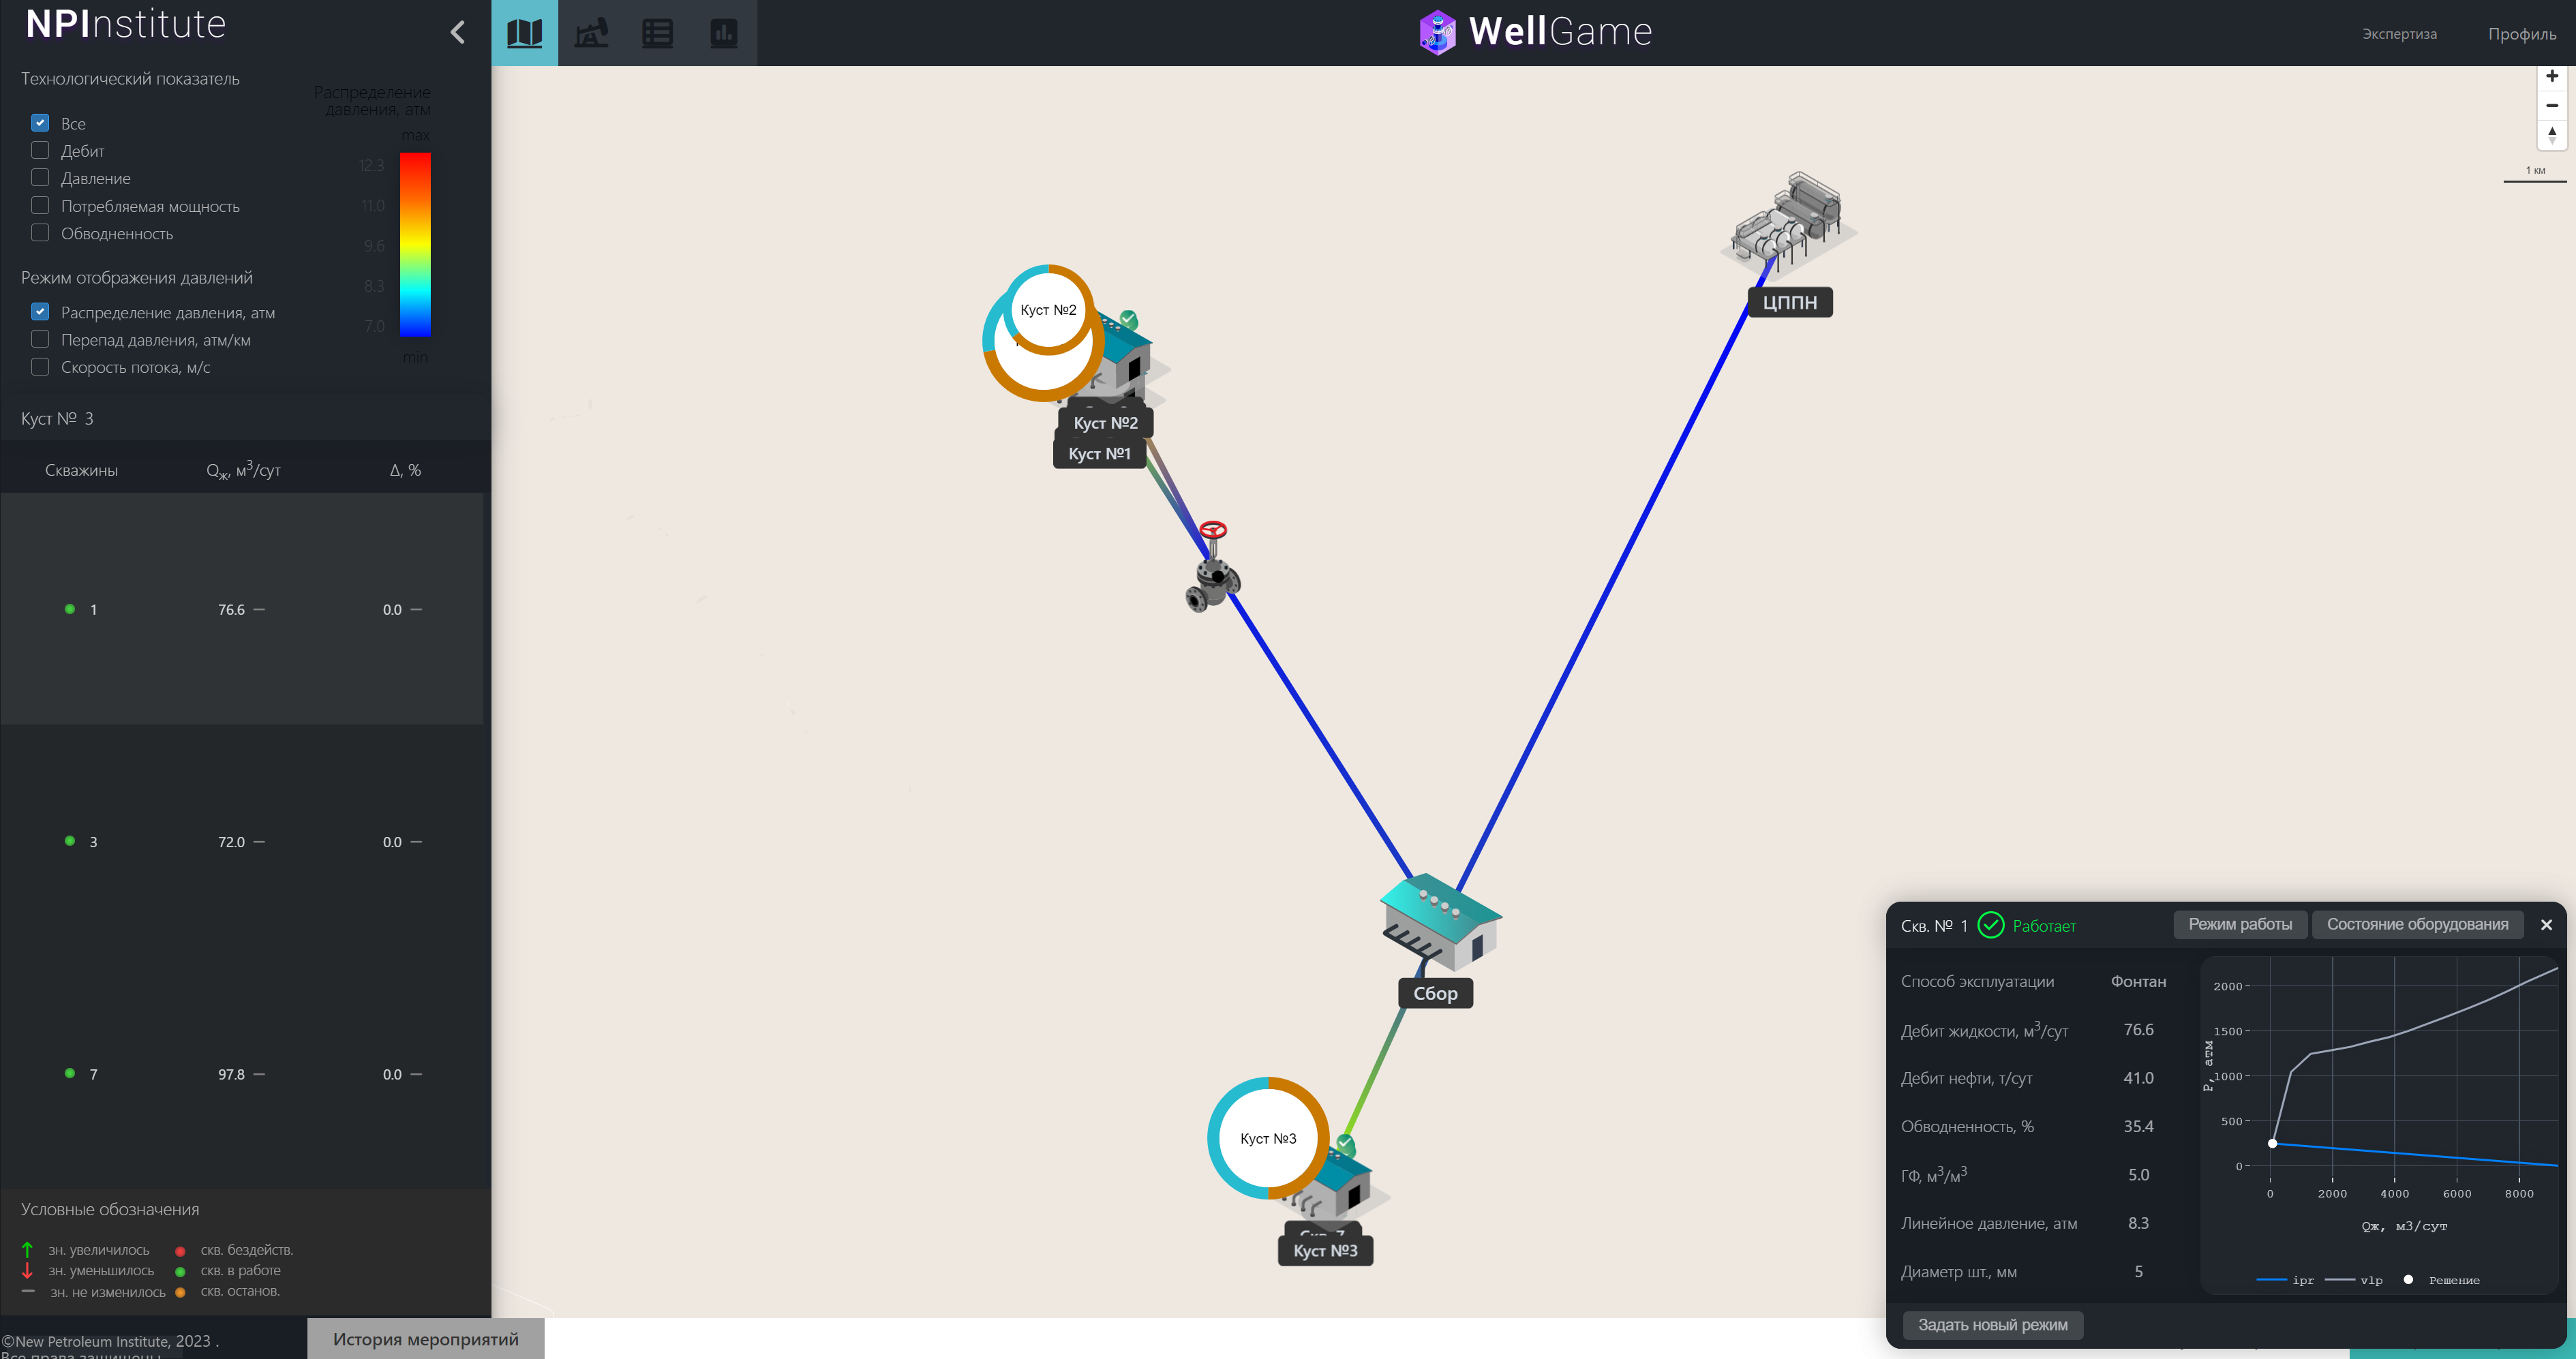 NPInstitute
WellGame
Экспертиза
Профиль
Технологический показатель
Все
Дебит
Давление
Потребляемая мощность
Обводненность
Распределение
давления, атм
max
12.3
11.0
9.6
8.3
7.0
min
Режим отображения давлений
Распределение давления, атм
Перепад давления, атм/км
Скорость потока, м/с
Куст № 3
Скважины Qж, м3/сут Δ, %
1 76.6 — 0.0 —
3 72.0 — 0.0 —
7 97.8 — 0.0 —
Условные обозначения
зн. увеличилось скв. бездейств.
зн. уменьшилось скв. в работе
зн. не изменилось скв. останов.
©New Petroleum Institute, 2023 .
Все права защищены
История мероприятий
1 км
ЦППН
Куст №2
Куст №2
Куст №1
Сбор
Куст №3
Скв. 7
Куст №3
Скв. № 1 Работает
Режим работы
Состояние оборудования
Способ эксплуатации Фонтан
Дебит жидкости, м3/сут 76.6
Дебит нефти, т/сут 41.0
Обводненность, % 35.4
ГФ, м3/м3 5.0
Линейное давление, атм 8.3
Диаметр шт., мм 5
P, атм
2000
1500
1000
500
0
0 2000 4000 6000 8000
Qж, м3/сут
ipr vlp Решение
Задать новый режим